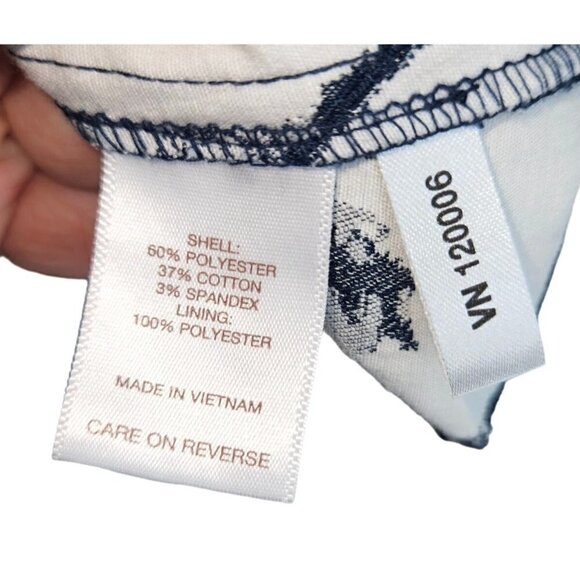 SHELL:
60% POLYESTER
37% COTTON
3% SPANDEX
LINING:
100% POLYESTER
MADE IN VIETNAM
CARE ON REVERSE
VN 120006